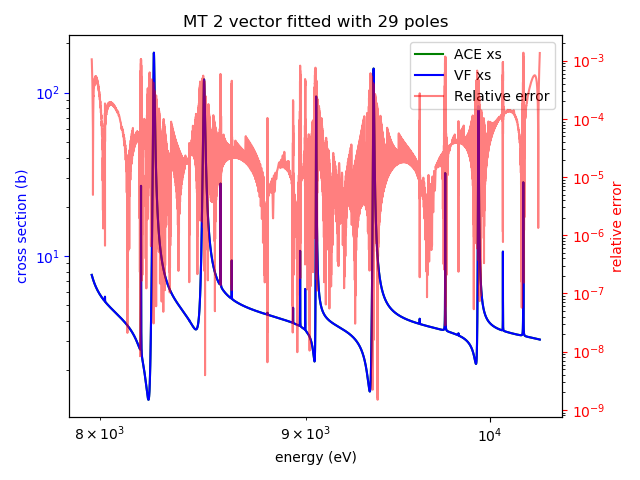 MT 2 vector fitted with 29 poles
ACE xs
VF xs
Relative error
cross section (b)
10²
10¹
relative error
10⁻³
10⁻⁴
10⁻⁵
10⁻⁶
10⁻⁷
10⁻⁸
10⁻⁹
8 × 10³
9 × 10³
10⁴
energy (eV)